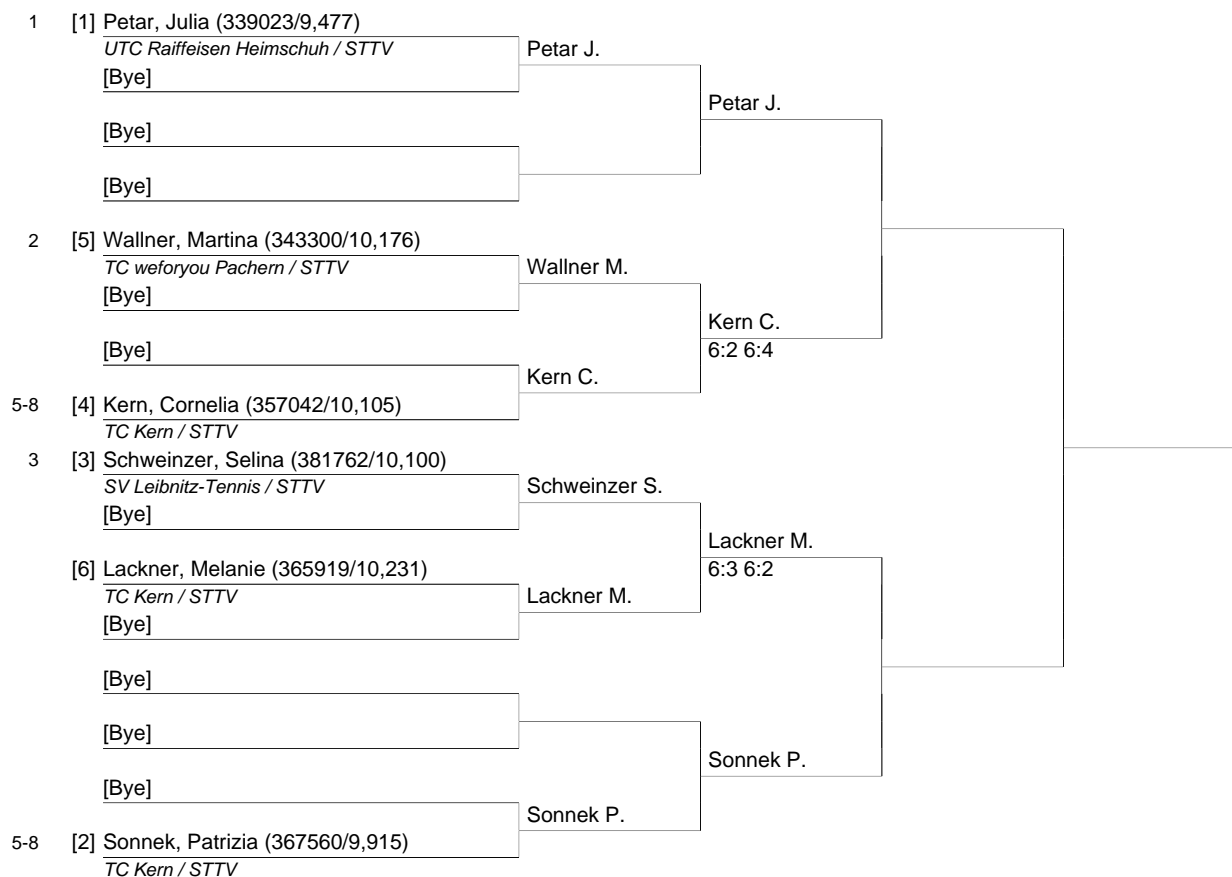 1 [1] Petar, Julia (339023/9,477)
UTC Raiffeisen Heimschuh / STTV
Petar J.
[Bye]
Petar J.
[Bye]
[Bye]
2 [5] Wallner, Martina (343300/10,176)
TC weforyou Pachern / STTV
Wallner M.
[Bye]
Kern C.
[Bye]
6:2 6:4
Kern C.
5-8 [4] Kern, Cornelia (357042/10,105)
TC Kern / STTV
3 [3] Schweinzer, Selina (381762/10,100)
SV Leibnitz-Tennis / STTV
Schweinzer S.
[Bye]
Lackner M.
[6] Lackner, Melanie (365919/10,231)
6:3 6:2
TC Kern / STTV
Lackner M.
[Bye]
[Bye]
[Bye]
Sonnek P.
[Bye]
Sonnek P.
5-8 [2] Sonnek, Patrizia (367560/9,915)
TC Kern / STTV